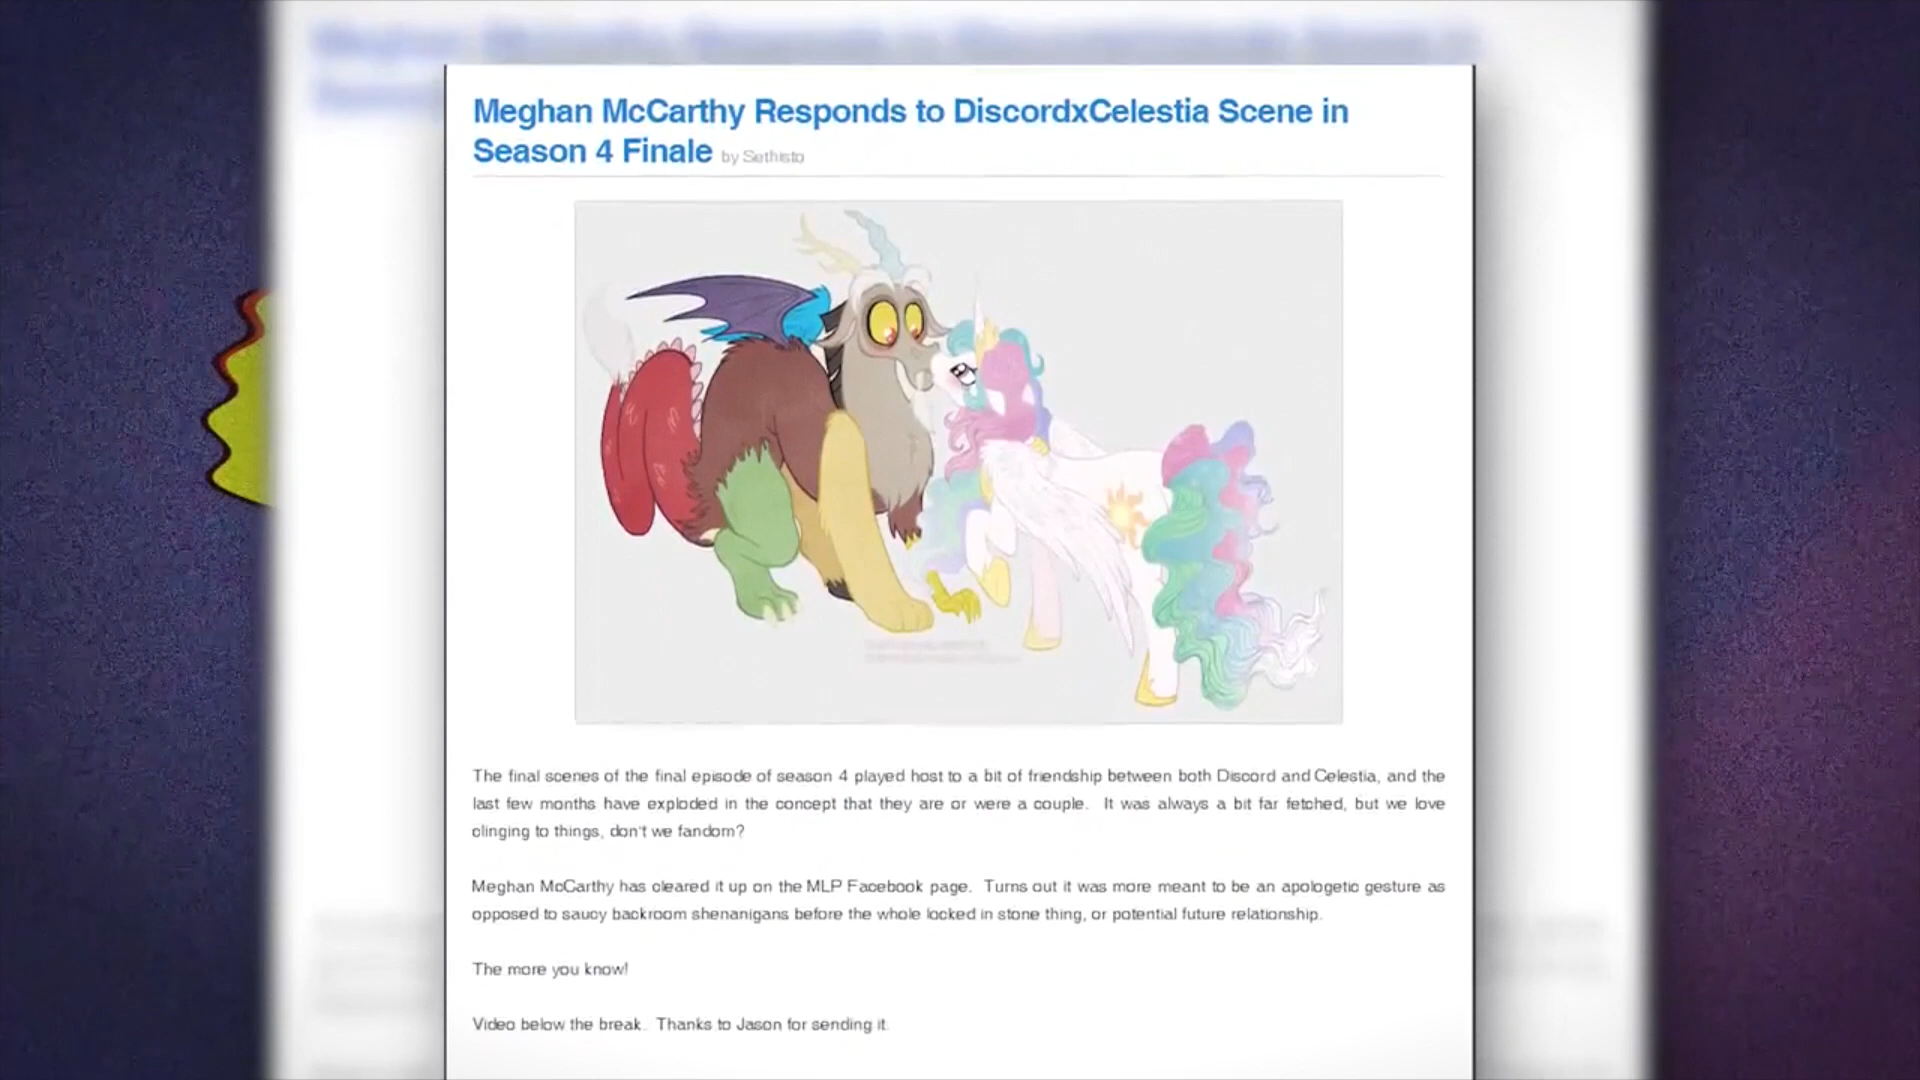 Meghan McCarthy Responds to DiscordxCelestia Scene in
Season 4 Finale by Sethisto
The final scenes of the final episode of season 4 played host to a bit of friendship between both Discord and Celestia, and the
last few months have exploded in the concept that they are or were a couple. It was always a bit far fetched, but we love
clinging to things, don't we fandom?
Meghan McCarthy has cleared it up on the MLP Facebook page. Turns out it was more meant to be an apologetic gesture as
opposed to saucy backroom shenanigans before the whole locked in stone thing, or potential future relationship.
The more you know!
Video below the break. Thanks to Jason for sending it.